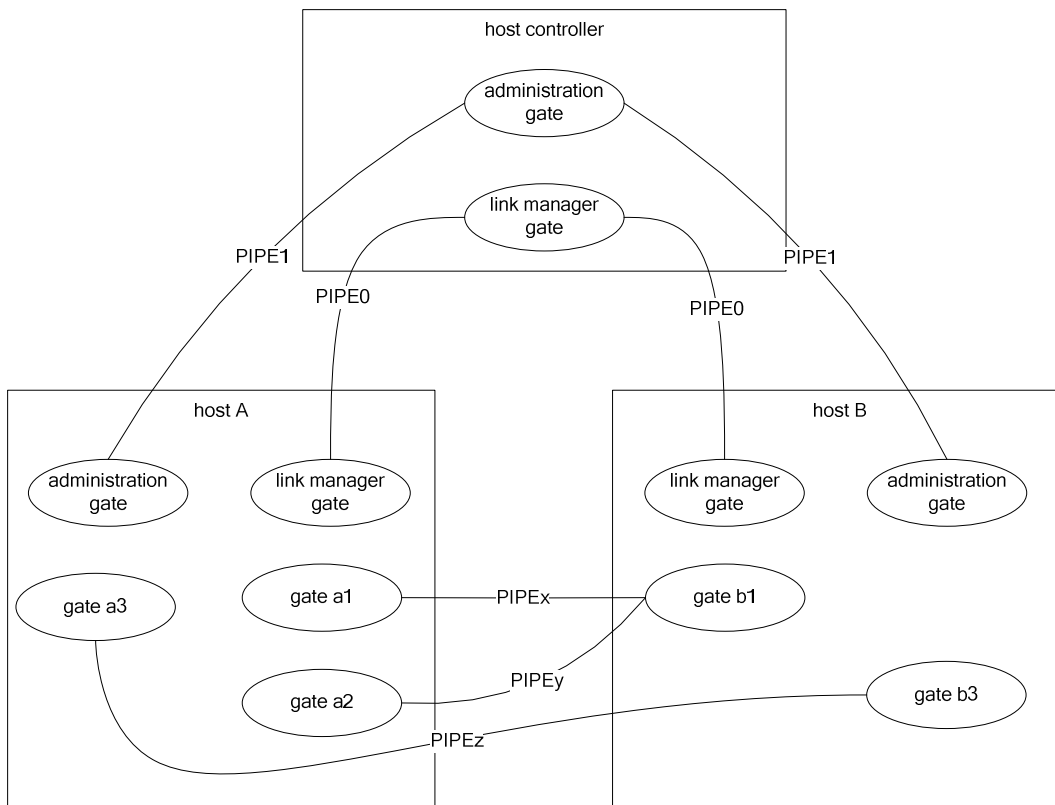 host controller
administration
gate
link manager
gate
PIPE1
PIPE1
PIPE0
PIPE0
host A
host B
administration
gate
link manager
gate
link manager
gate
administration
gate
gate a3
gate a1
PIPEx
gate b1
gate a2
PIPEy
gate b3
PIPEz